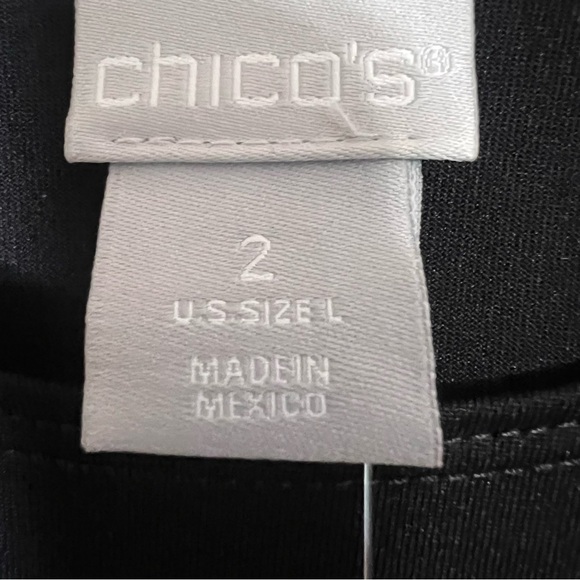 chico's®
2
U.S. SIZE L
MADE IN
MEXICO